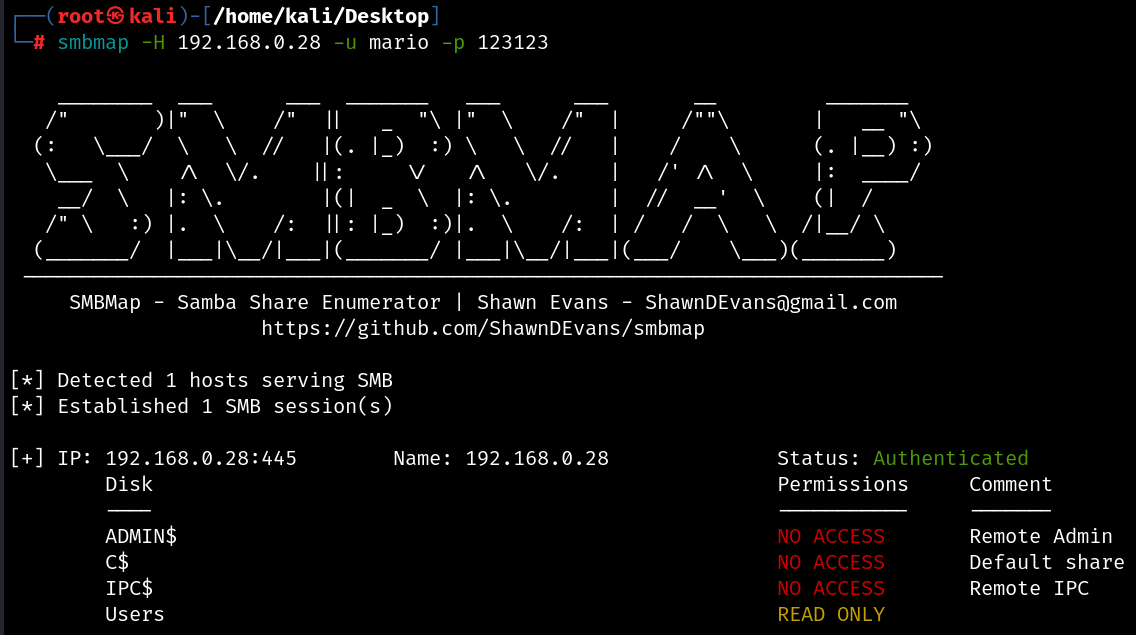 ┌──(root㉿kali)-[/home/kali/Desktop]
└─# smbmap -H 192.168.0.28 -u mario -p 123123
SMBMAP
SMBMap - Samba Share Enumerator | Shawn Evans - ShawnDEvans@gmail.com
https://github.com/ShawnDEvans/smbmap
[*] Detected 1 hosts serving SMB
[*] Established 1 SMB session(s)
[+] IP: 192.168.0.28:445 Name: 192.168.0.28 Status: Authenticated
Disk Permissions Comment
---- ----------- -------
ADMIN$ NO ACCESS Remote Admin
C$ NO ACCESS Default share
IPC$ NO ACCESS Remote IPC
Users READ ONLY